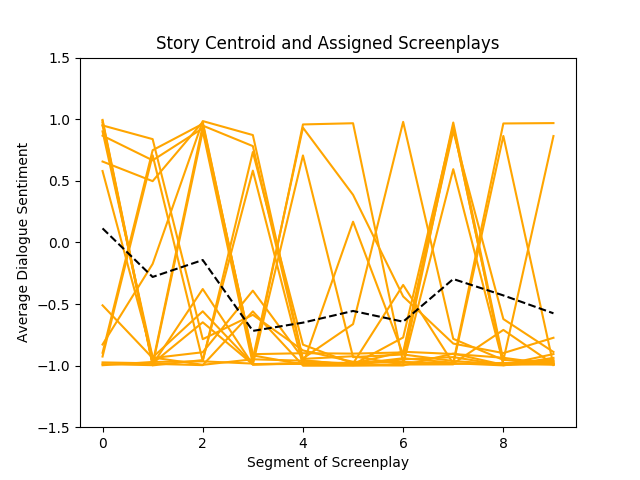 Story Centroid and Assigned Screenplays
1.5
1.0
0.5
0.0
−0.5
−1.0
−1.5
Average Dialogue Sentiment
0 2 4 6 8
Segment of Screenplay